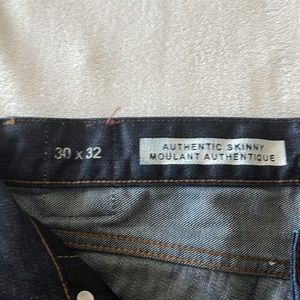 30 x 32
AUTHENTIC SKINNY
MOULANT AUTHENTIQUE